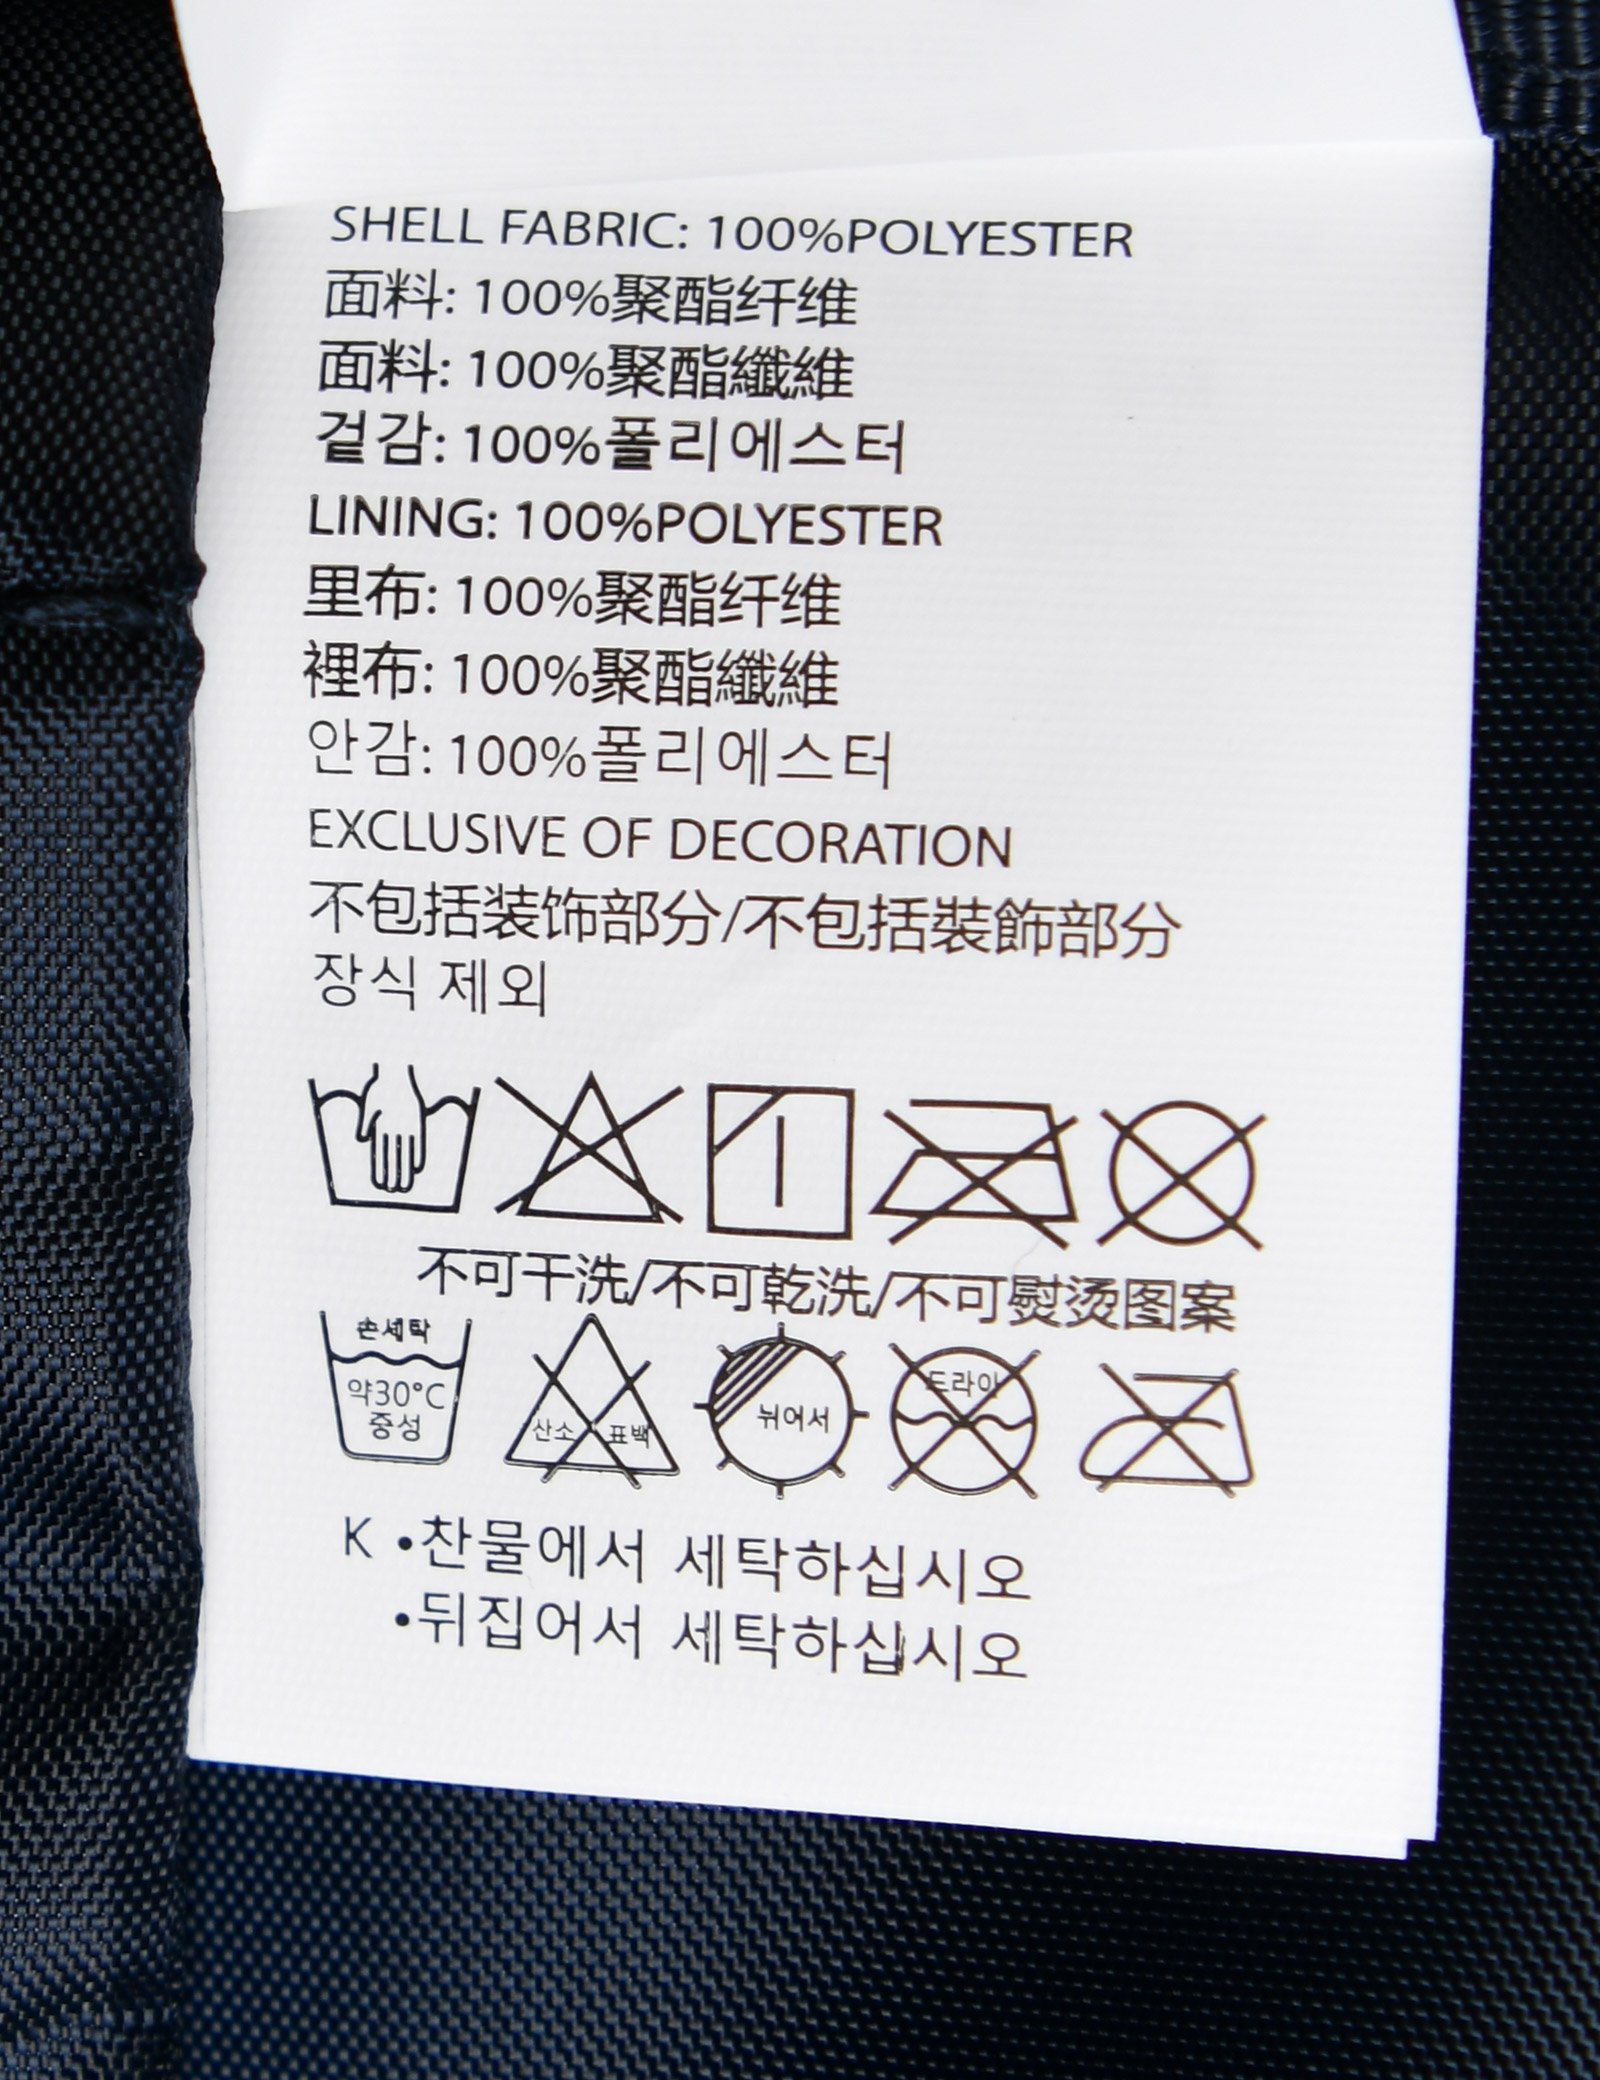 SHELL FABRIC: 100%POLYESTER
面料: 100%聚酯纤维
面料: 100%聚酯纖維
겉감: 100%폴리에스터
LINING: 100%POLYESTER
里布: 100%聚酯纤维
裡布: 100%聚酯纖維
안감: 100%폴리에스터
EXCLUSIVE OF DECORATION
不包括装饰部分/不包括裝飾部分
장식 제외
不可干洗/不可乾洗/不可熨烫图案
손세탁
약30°C
중성
산소 표백
뉘어서
드라이
K •찬물에서 세탁하십시오
•뒤집어서 세탁하십시오